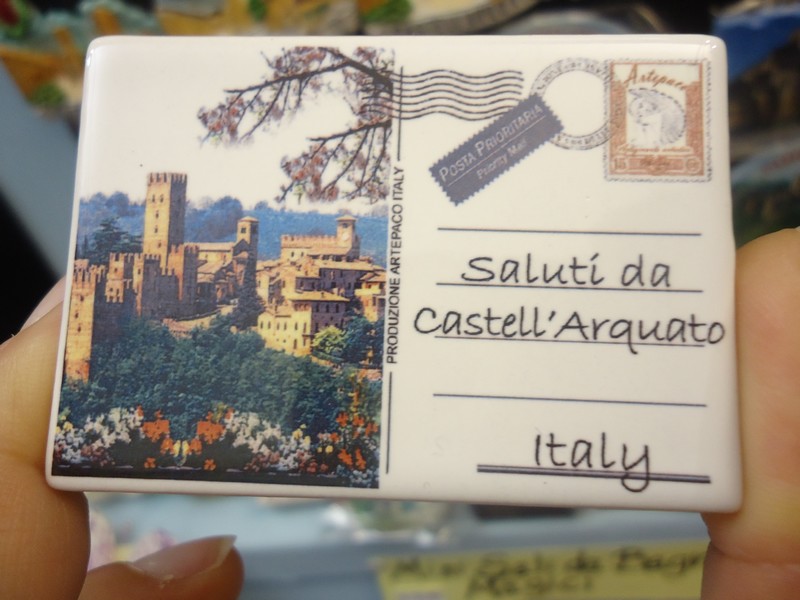 Artepaco
POSTA PRIORITARIA
Priority Mail
PRODUZIONE ARTEPACO ITALY
Saluti da
Castell'Arquato
Italy